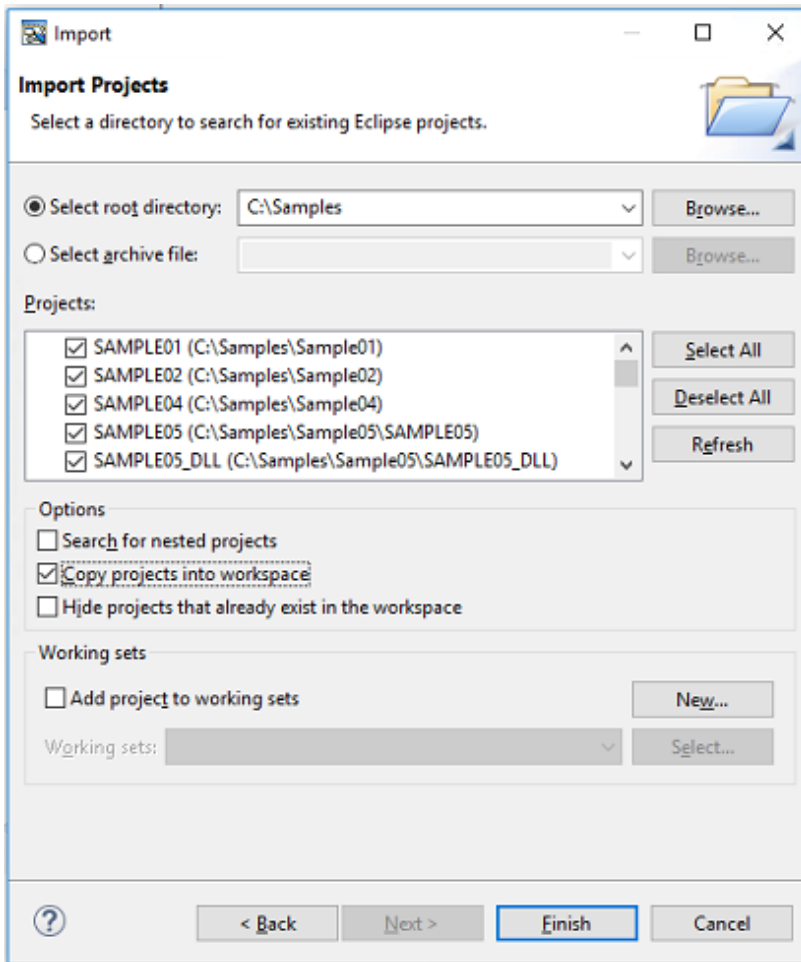 Import
Import Projects
Select a directory to search for existing Eclipse projects.
Select root directory: C:\Samples Browse...
Select archive file: Browse...
Projects:
SAMPLE01 (C:\Samples\Sample01)
SAMPLE02 (C:\Samples\Sample02)
SAMPLE04 (C:\Samples\Sample04)
SAMPLE05 (C:\Samples\Sample05\SAMPLE05)
SAMPLE05_DLL (C:\Samples\Sample05\SAMPLE05_DLL)
Select All
Deselect All
Refresh
Options
Search for nested projects
Copy projects into workspace
Hide projects that already exist in the workspace
Working sets
Add project to working sets New...
Working sets: Select...
? < Back Next > Finish Cancel